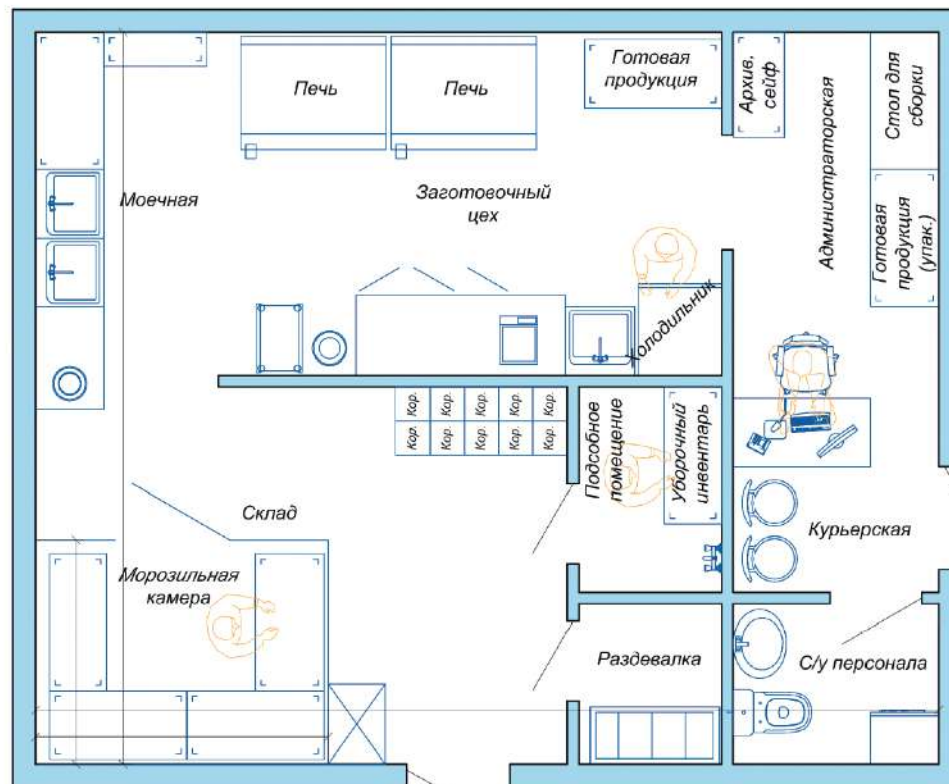 Печь
Печь
Готовая
продукция
Архив.
сейф
Администраторская
Стол для
сборки
Моечная
Заготовочный
цех
Готовая
продукция
(упак.)
Холодильник
Кор.
Кор.
Кор.
Кор.
Кор.
Кор.
Кор.
Кор.
Кор.
Кор.
Подсобное
помещение
Уборочный
инвентарь
Склад
Курьерская
Морозильная
камера
Раздевалка
С/у персонала